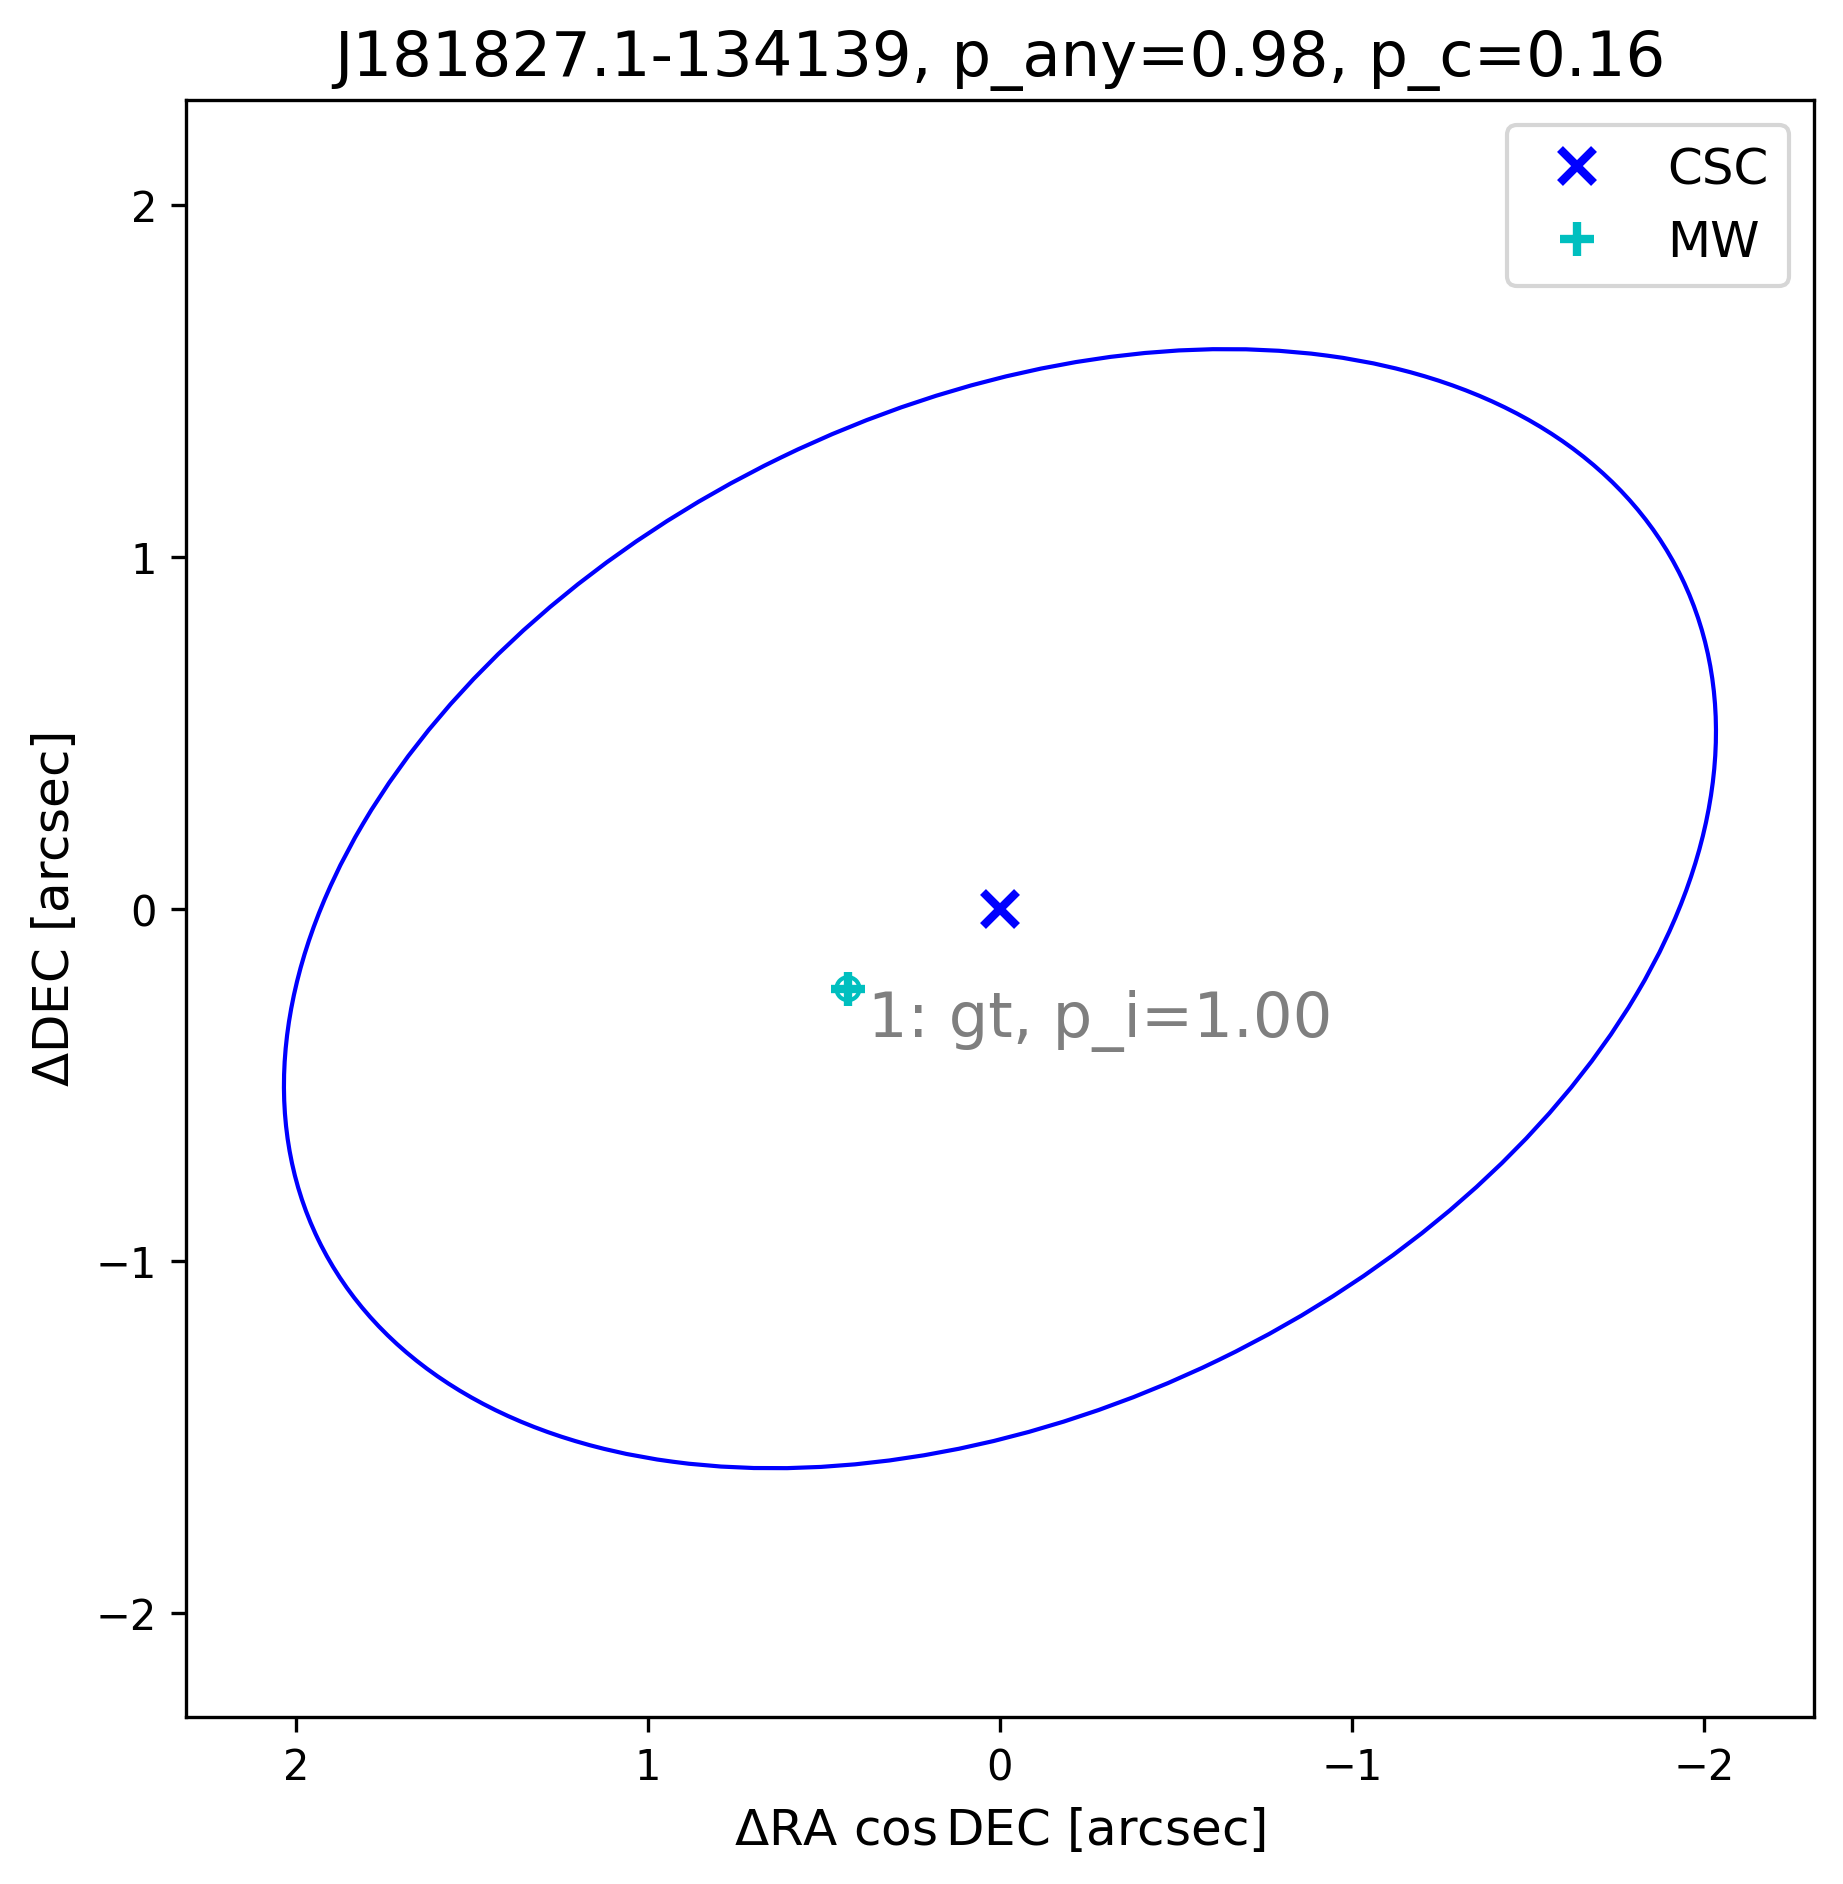 J181827.1-134139, p_any=0.98, p_c=0.16
CSC
MW
2
1
0
−1
−2
ΔDEC [arcsec]
1: gt, p_i=1.00
2 1 0 −1 −2
ΔRA cos DEC [arcsec]